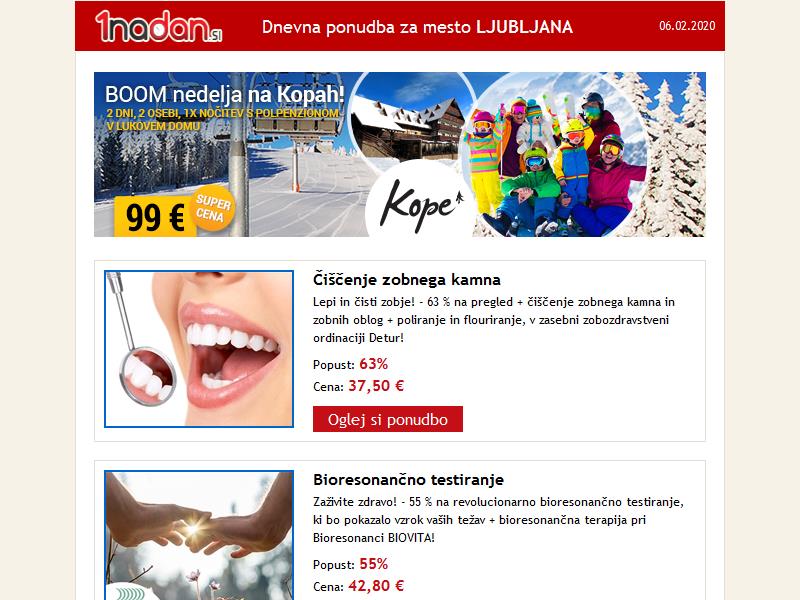 1nadan.si
Dnevna ponudba za mesto LJUBLJANA
06.02.2020
BOOM nedelja na Kopah!
2 DNI, 2 OSEBI, 1X NOČITEV S POLPENZIONOM
V LUKOVEM DOMU
99 €
SUPER
CENA
Kope
Čiščenje zobnega kamna
Lepi in čisti zobje! - 63 % na pregled + čiščenje zobnega kamna in
zobnih oblog + poliranje in flouriranje, v zasebni zobozdravstveni
ordinaciji Detur!
Popust: 63%
Cena: 37,50 €
Oglej si ponudbo
Bioresonančno testiranje
Zaživite zdravo! - 55 % na revolucionarno bioresonančno testiranje,
ki bo pokazalo vzrok vaših težav + bioresonančna terapija pri
Bioresonanci BIOVITA!
Popust: 55%
Cena: 42,80 €